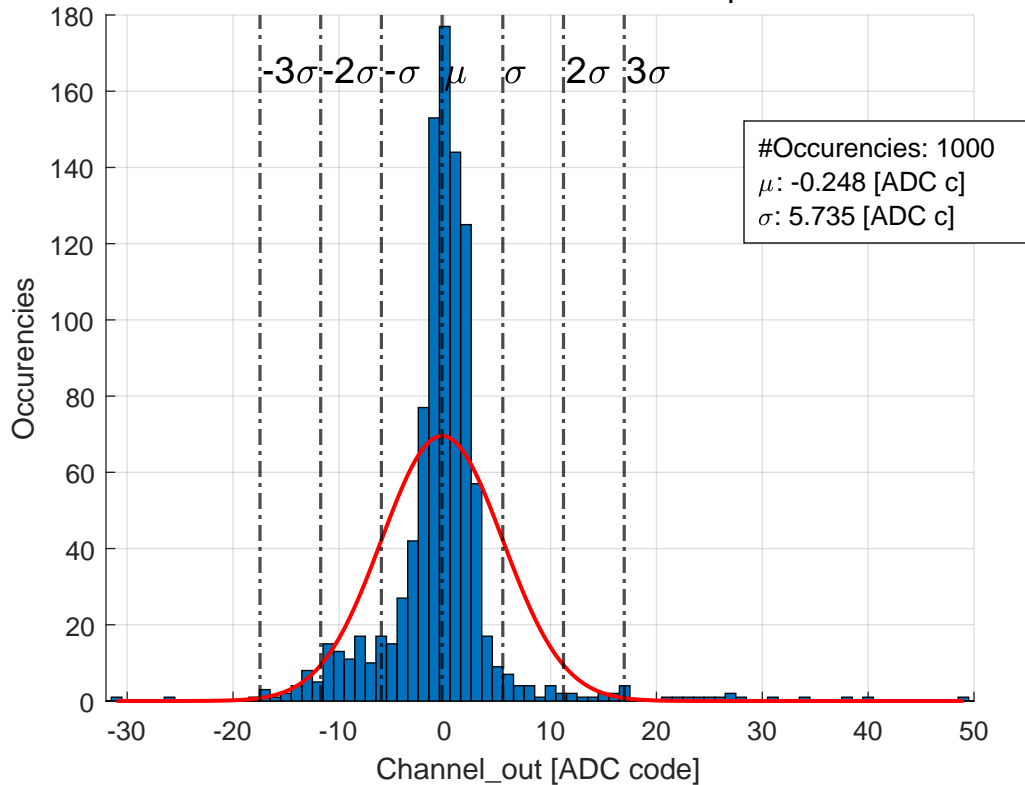 180
160
140
120
100
80
60
40
20
0
Occurencies
-3σ -2σ -σ μ σ 2σ 3σ
#Occurencies: 1000
μ: -0.248 [ADC c]
σ: 5.735 [ADC c]
-30 -20 -10 0 10 20 30 40 50
Channel_out [ADC code]